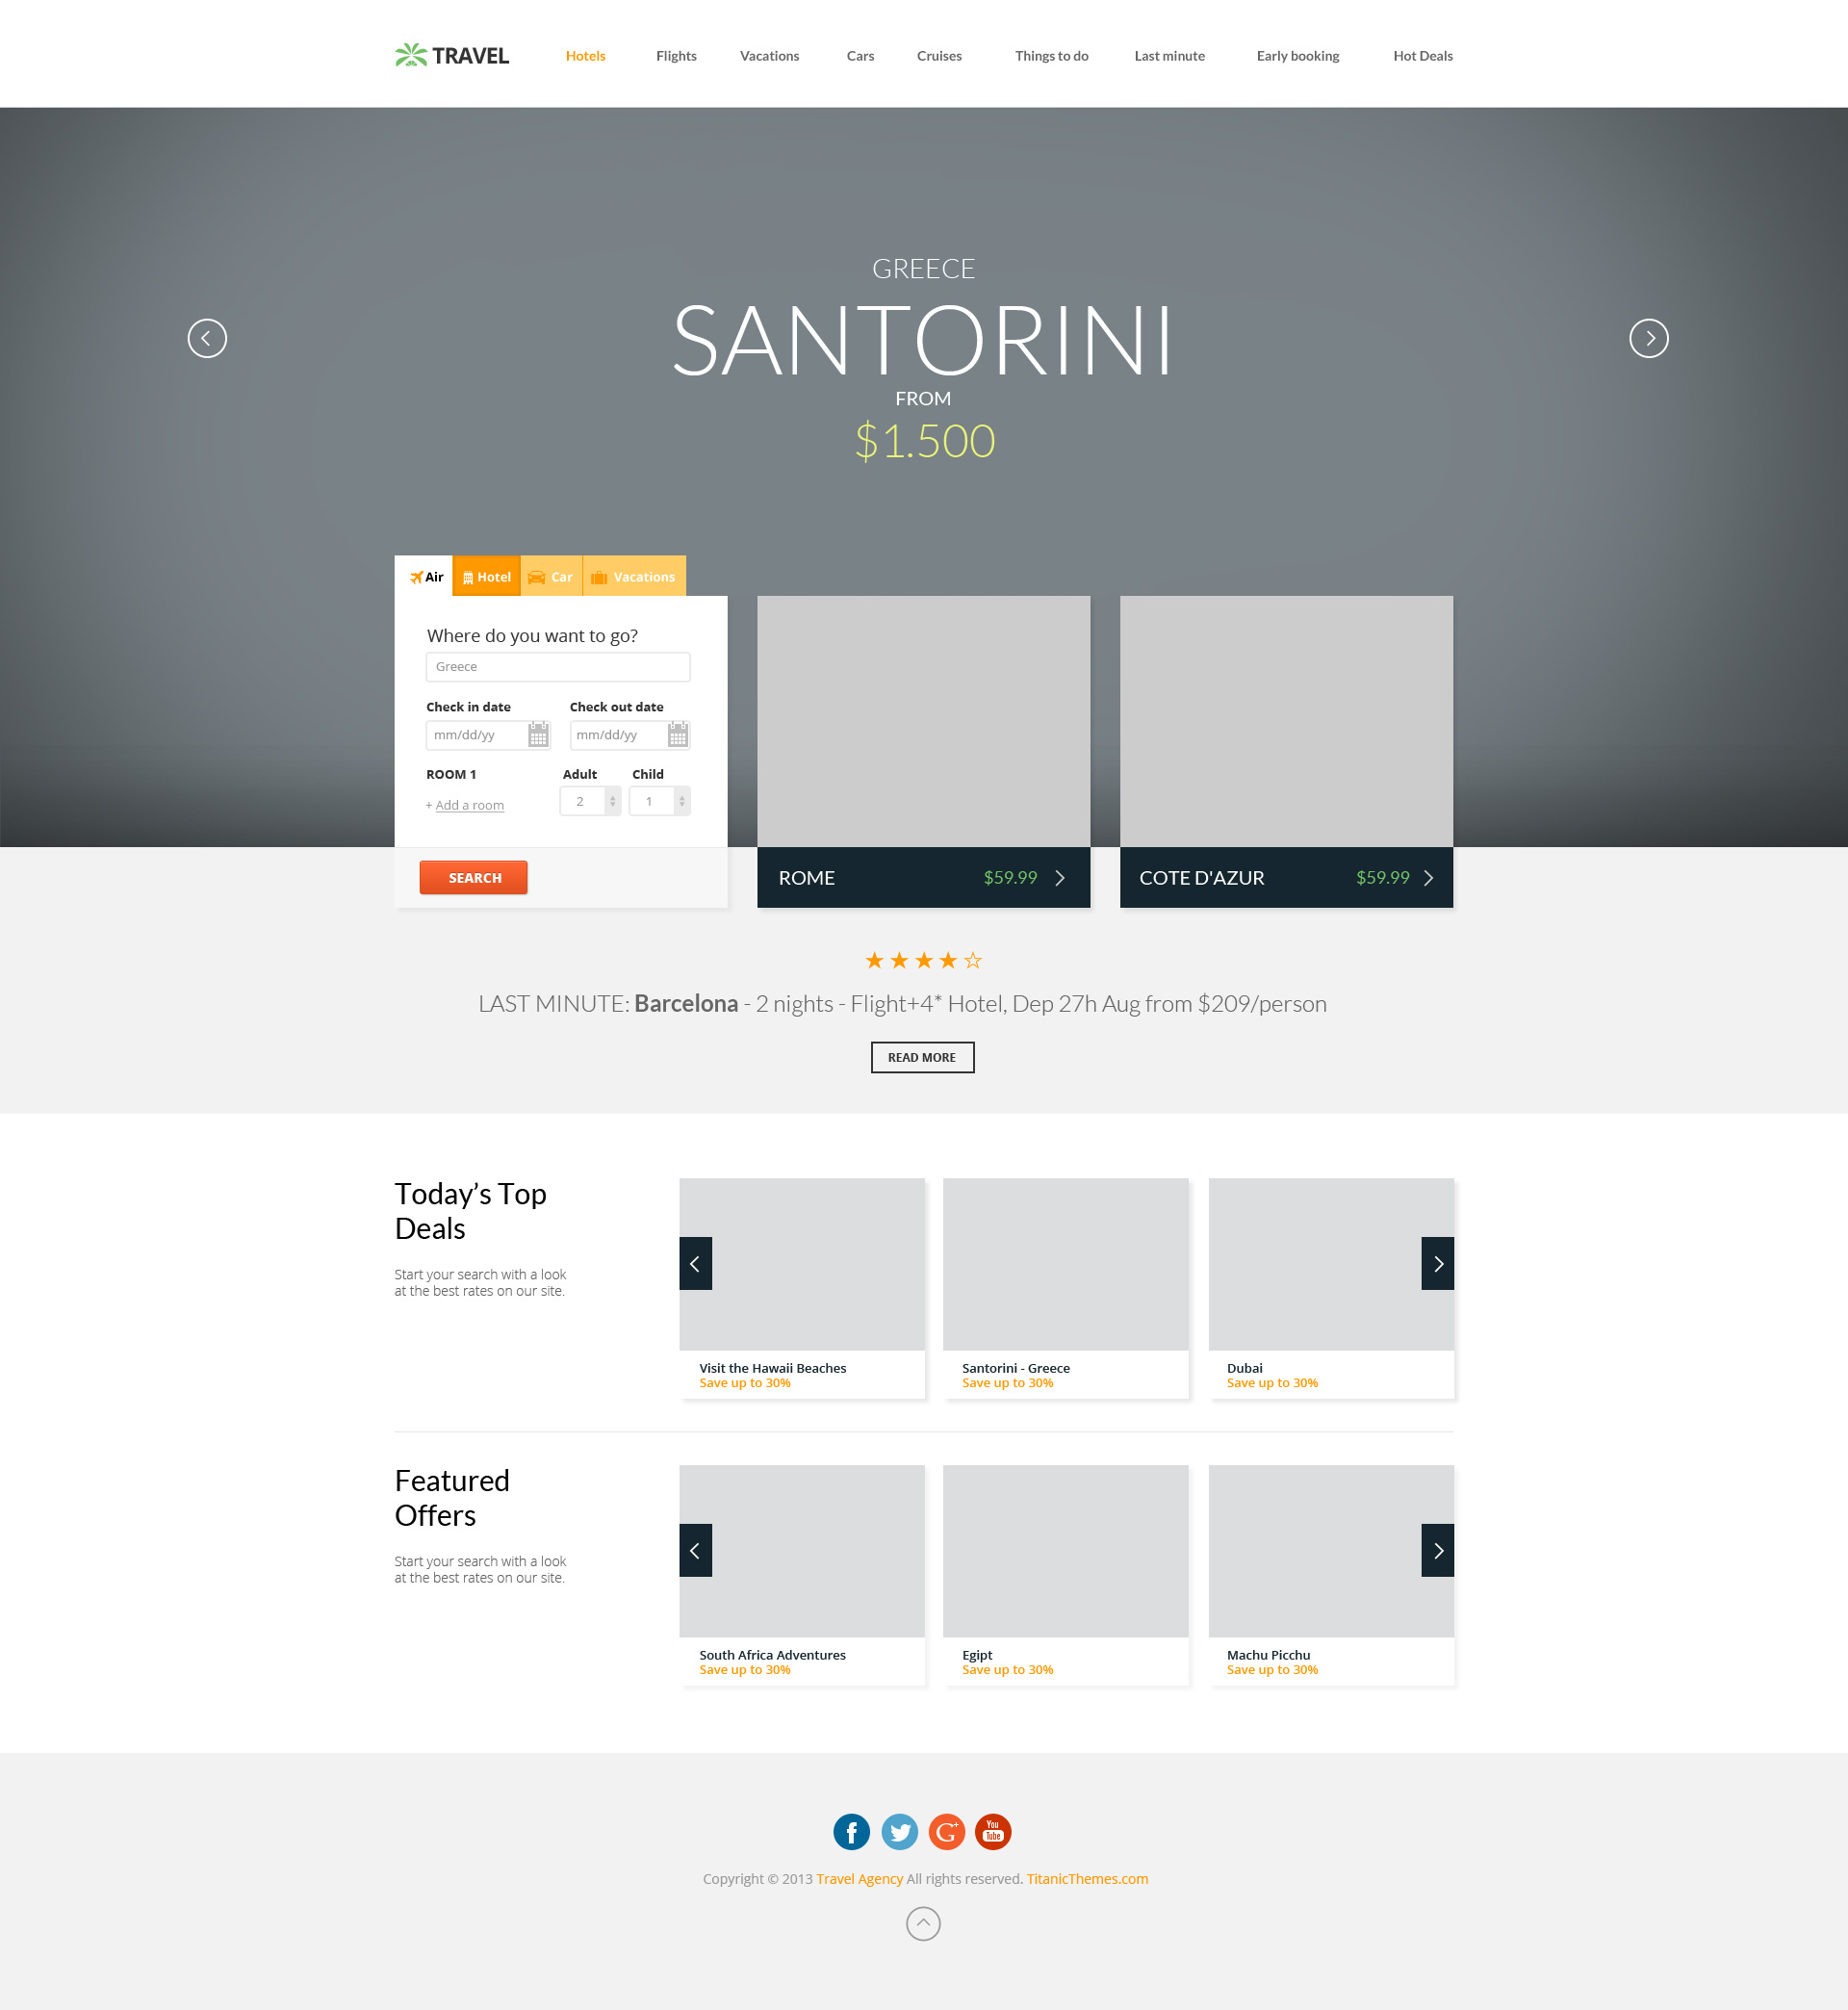 TRAVEL
Hotels Flights Vacations Cars Cruises Things to do Last minute Early booking Hot Deals
GREECE
SANTORINI
FROM
$1.500
Air Hotel Car Vacations
Where do you want to go?
Greece
Check in date Check out date
mm/dd/yy mm/dd/yy
ROOM 1 Adult Child
+ Add a room 2 1
SEARCH
ROME $59.99
COTE D'AZUR $59.99
LAST MINUTE: Barcelona - 2 nights - Flight+4* Hotel, Dep 27h Aug from $209/person
READ MORE
Today’s Top
Deals
Start your search with a look
at the best rates on our site.
Visit the Hawaii Beaches
Save up to 30%
Santorini - Greece
Save up to 30%
Dubai
Save up to 30%
Featured
Offers
Start your search with a look
at the best rates on our site.
South Africa Adventures
Save up to 30%
Egipt
Save up to 30%
Machu Picchu
Save up to 30%
f G+ You
Tube
Copyright © 2013 Travel Agency All rights reserved. TitanicThemes.com